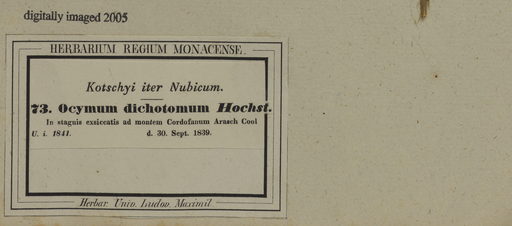 digitally imaged 2005
HERBARIUM REGIUM MONACENSE.
Kotschyi iter Nubicum.
73. Ocymum dichotomum Hochst.
In stagnis exsiccatis ad montem Cordofanum Arasch Cool
U. i. 1841. d. 30. Sept. 1839.
Herbar. Univ. Ludov. Maximil